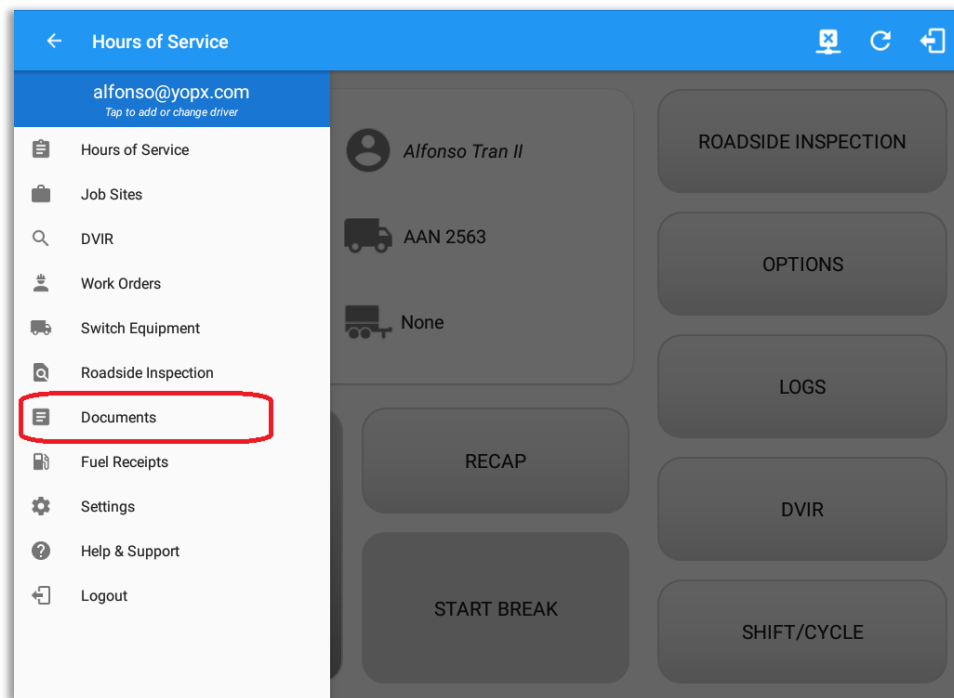 Hours of Service
alfonso@yopx.com
Tap to add or change driver
Hours of Service
Job Sites
DVIR
Work Orders
Switch Equipment
Roadside Inspection
Documents
Fuel Receipts
Settings
Help & Support
Logout
Alfonso Tran II
AAN 2563
None
RECAP
START BREAK
ROADSIDE INSPECTION
OPTIONS
LOGS
DVIR
SHIFT/CYCLE